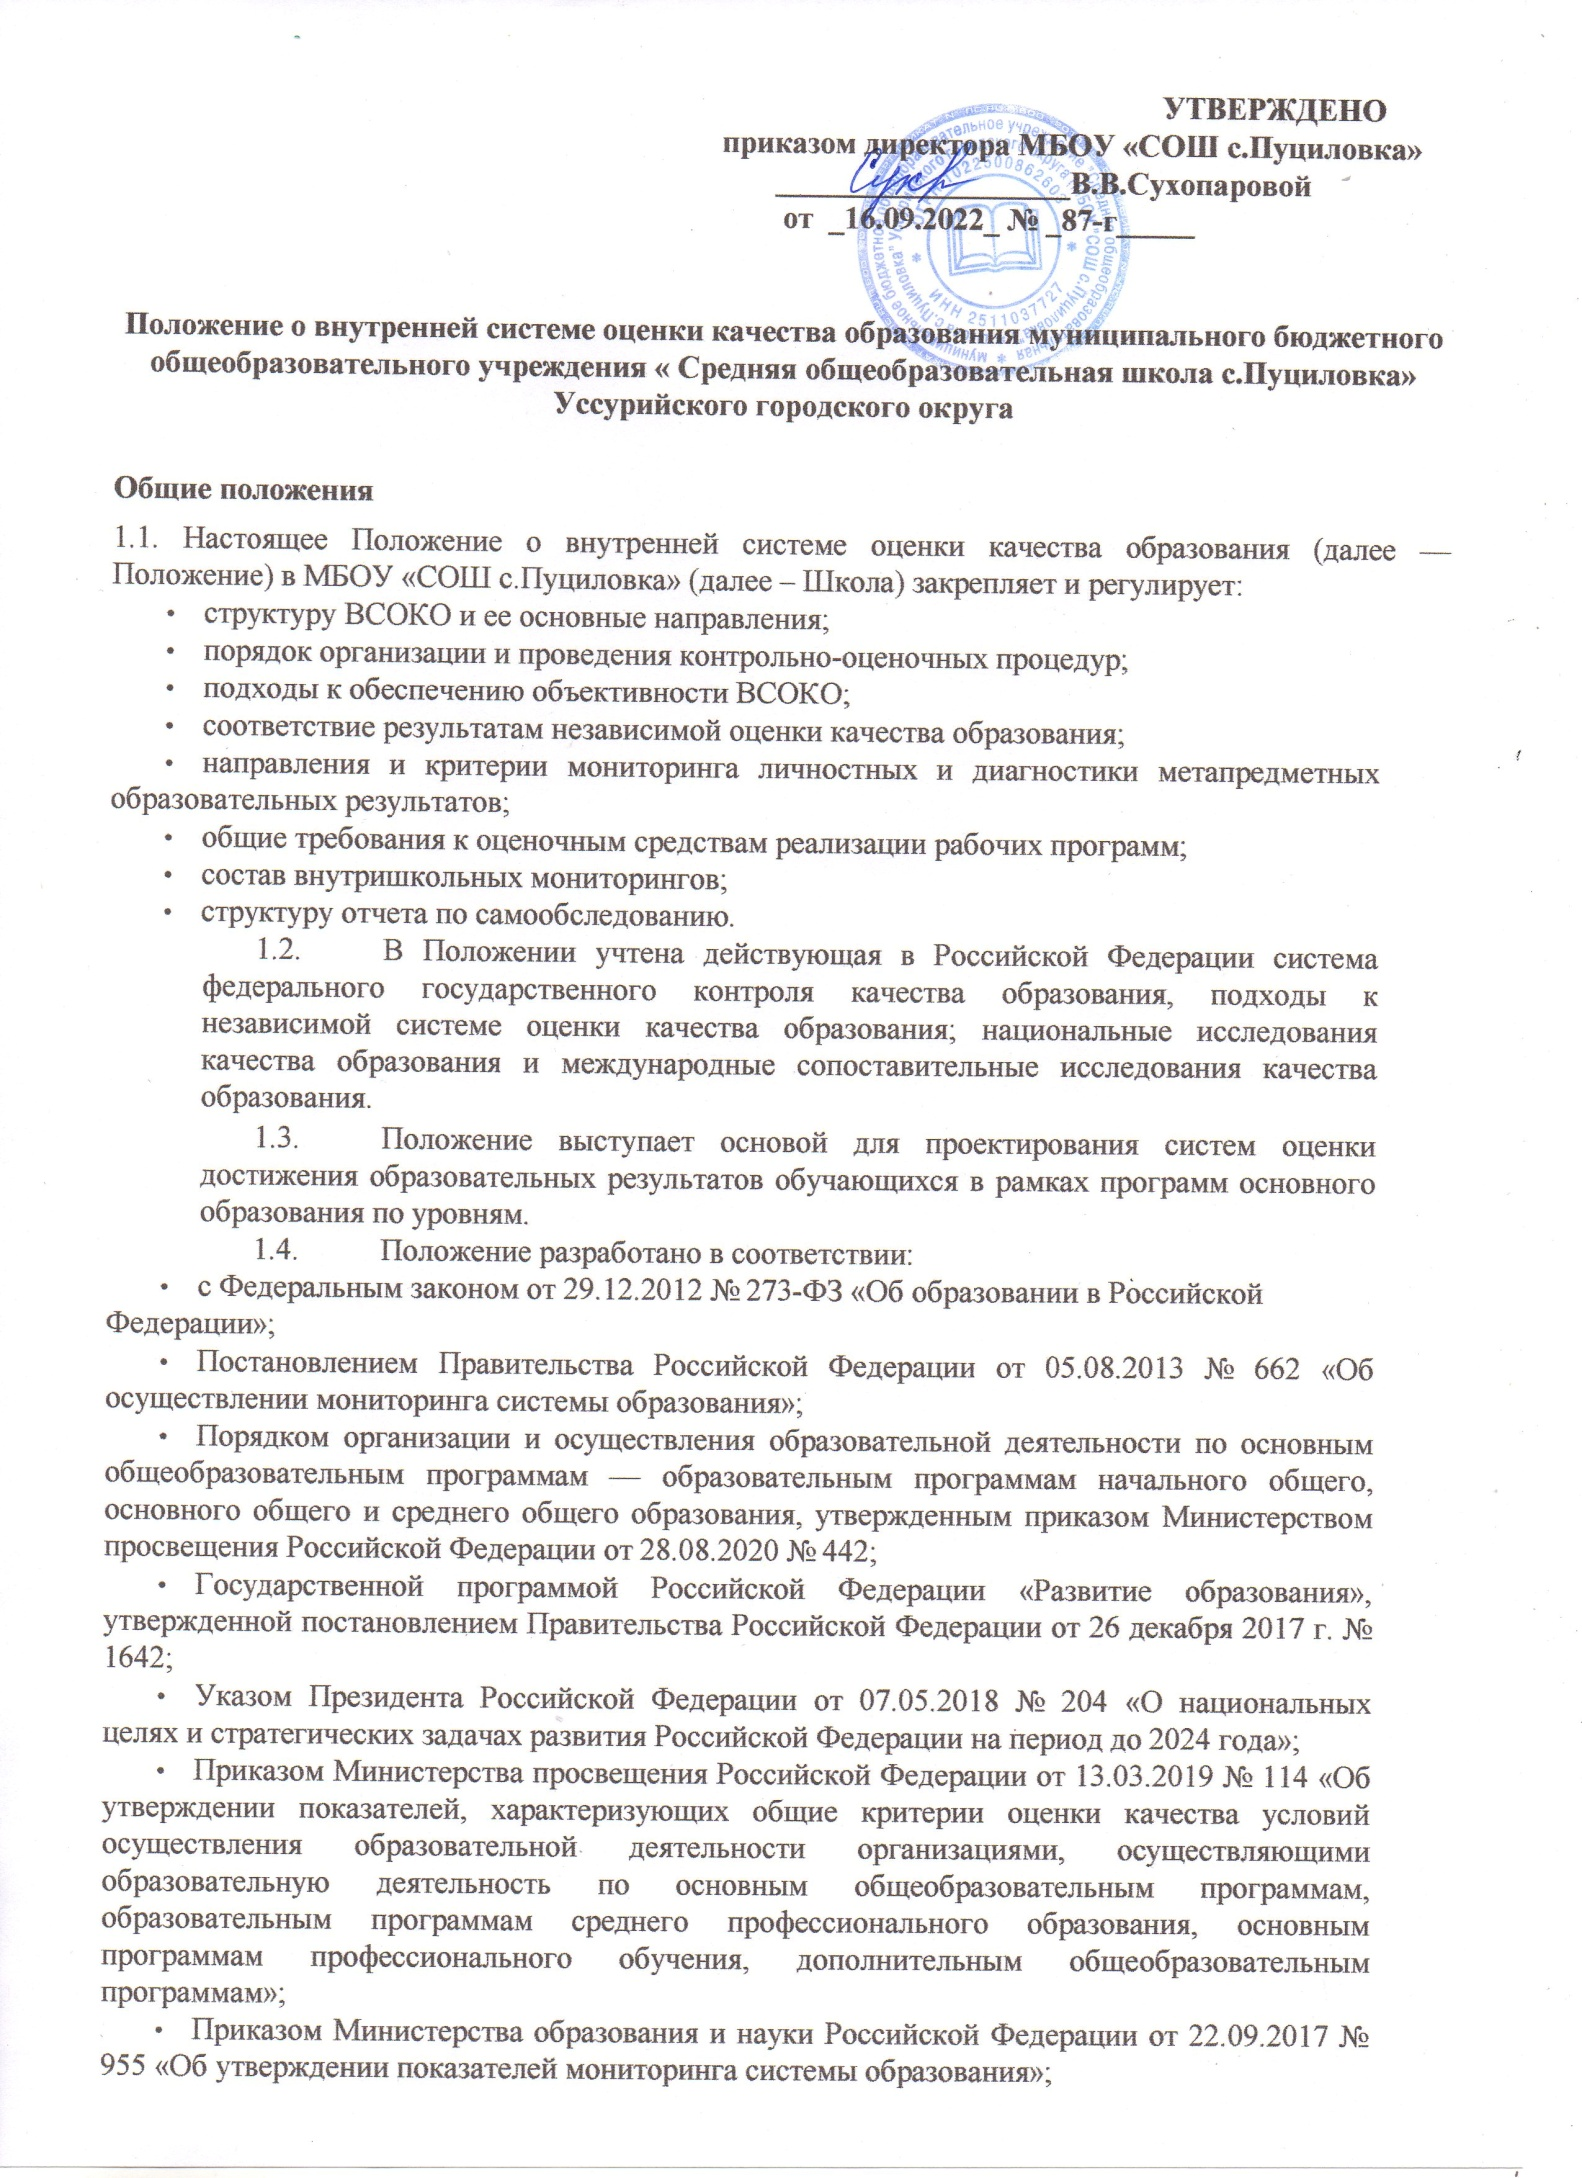 УТВЕРЖДЕНО
приказом директора МБОУ «СОШ с.Пуциловка»
___________________В.В.Сухопаровой
от _16.09.2022_ № _87-г_____
ОГРН 1022500862603
ИНН 2511037727
Положение о внутренней системе оценки качества образования муниципального бюджетного
общеобразовательного учреждения « Средняя общеобразовательная школа с.Пуциловка»
Уссурийского городского округа
Общие положения
1.1. Настоящее Положение о внутренней системе оценки качества образования (далее —
Положение) в МБОУ «СОШ с.Пуциловка» (далее – Школа) закрепляет и регулирует:
• структуру ВСОКО и ее основные направления;
• порядок организации и проведения контрольно-оценочных процедур;
• подходы к обеспечению объективности ВСОКО;
• соответствие результатам независимой оценки качества образования;
• направления и критерии мониторинга личностных и диагностики метапредметных
образовательных результатов;
• общие требования к оценочным средствам реализации рабочих программ;
• состав внутришкольных мониторингов;
• структуру отчета по самообследованию.
1.2. В Положении учтена действующая в Российской Федерации система
федерального государственного контроля качества образования, подходы к
независимой системе оценки качества образования; национальные исследования
качества образования и международные сопоставительные исследования качества
образования.
1.3. Положение выступает основой для проектирования систем оценки
достижения образовательных результатов обучающихся в рамках программ основного
образования по уровням.
1.4. Положение разработано в соответствии:
• с Федеральным законом от 29.12.2012 № 273-ФЗ «Об образовании в Российской
Федерации»;
• Постановлением Правительства Российской Федерации от 05.08.2013 № 662 «Об
осуществлении мониторинга системы образования»;
• Порядком организации и осуществления образовательной деятельности по основным
общеобразовательным программам — образовательным программам начального общего,
основного общего и среднего общего образования, утвержденным приказом Министерством
просвещения Российской Федерации от 28.08.2020 № 442;
• Государственной программой Российской Федерации «Развитие образования»,
утвержденной постановлением Правительства Российской Федерации от 26 декабря 2017 г. №
1642;
• Указом Президента Российской Федерации от 07.05.2018 № 204 «О национальных
целях и стратегических задачах развития Российской Федерации на период до 2024 года»;
• Приказом Министерства просвещения Российской Федерации от 13.03.2019 № 114 «Об
утверждении показателей, характеризующих общие критерии оценки качества условий
осуществления образовательной деятельности организациями, осуществляющими
образовательную деятельность по основным общеобразовательным программам,
образовательным программам среднего профессионального образования, основным
программам профессионального обучения, дополнительным общеобразовательным
программам»;
• Приказом Министерства образования и науки Российской Федерации от 22.09.2017 №
955 «Об утверждении показателей мониторинга системы образования»;